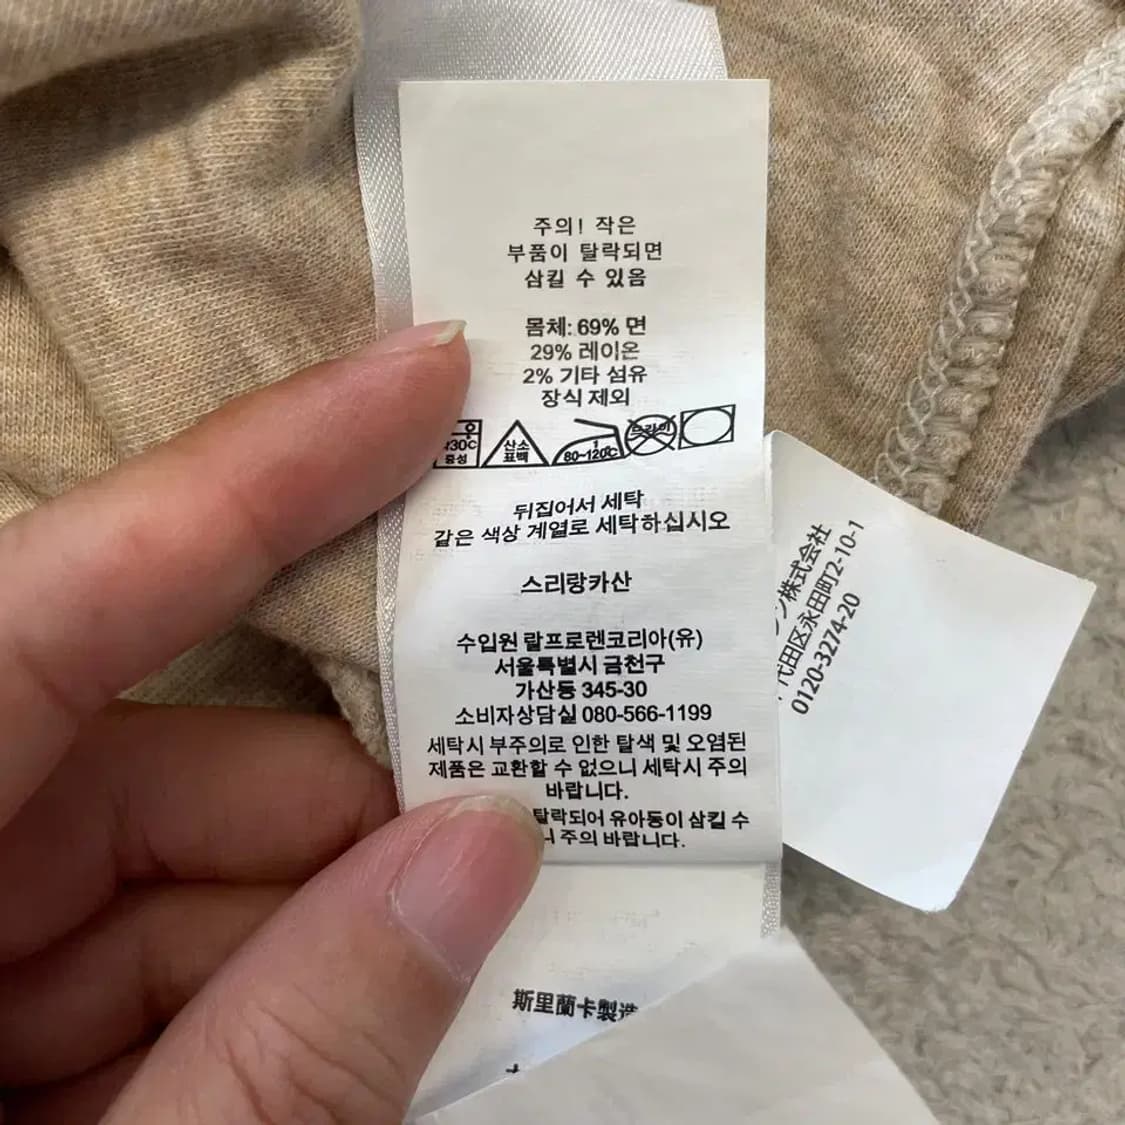 주의! 작은
부품이 탈락되면
삼킬 수 있음
몸체: 69% 면
29% 레이온
2% 기타 섬유
장식 제외
30C
중성
산소
표백
80~120℃
드라이
뒤집어서 세탁
같은 색상 계열로 세탁하십시오
스리랑카산
수입원 랄프로렌코리아(유)
서울특별시 금천구
가산동 345-30
소비자상담실 080-566-1199
세탁시 부주의로 인한 탈색 및 오염된
제품은 교환할 수 없으니 세탁시 주의
바랍니다.
탈락되어 유아동이 삼킬 수
주의 바랍니다.
株式会社
代田区永田町2-10-1
0120-3274-20
斯里蘭卡製造